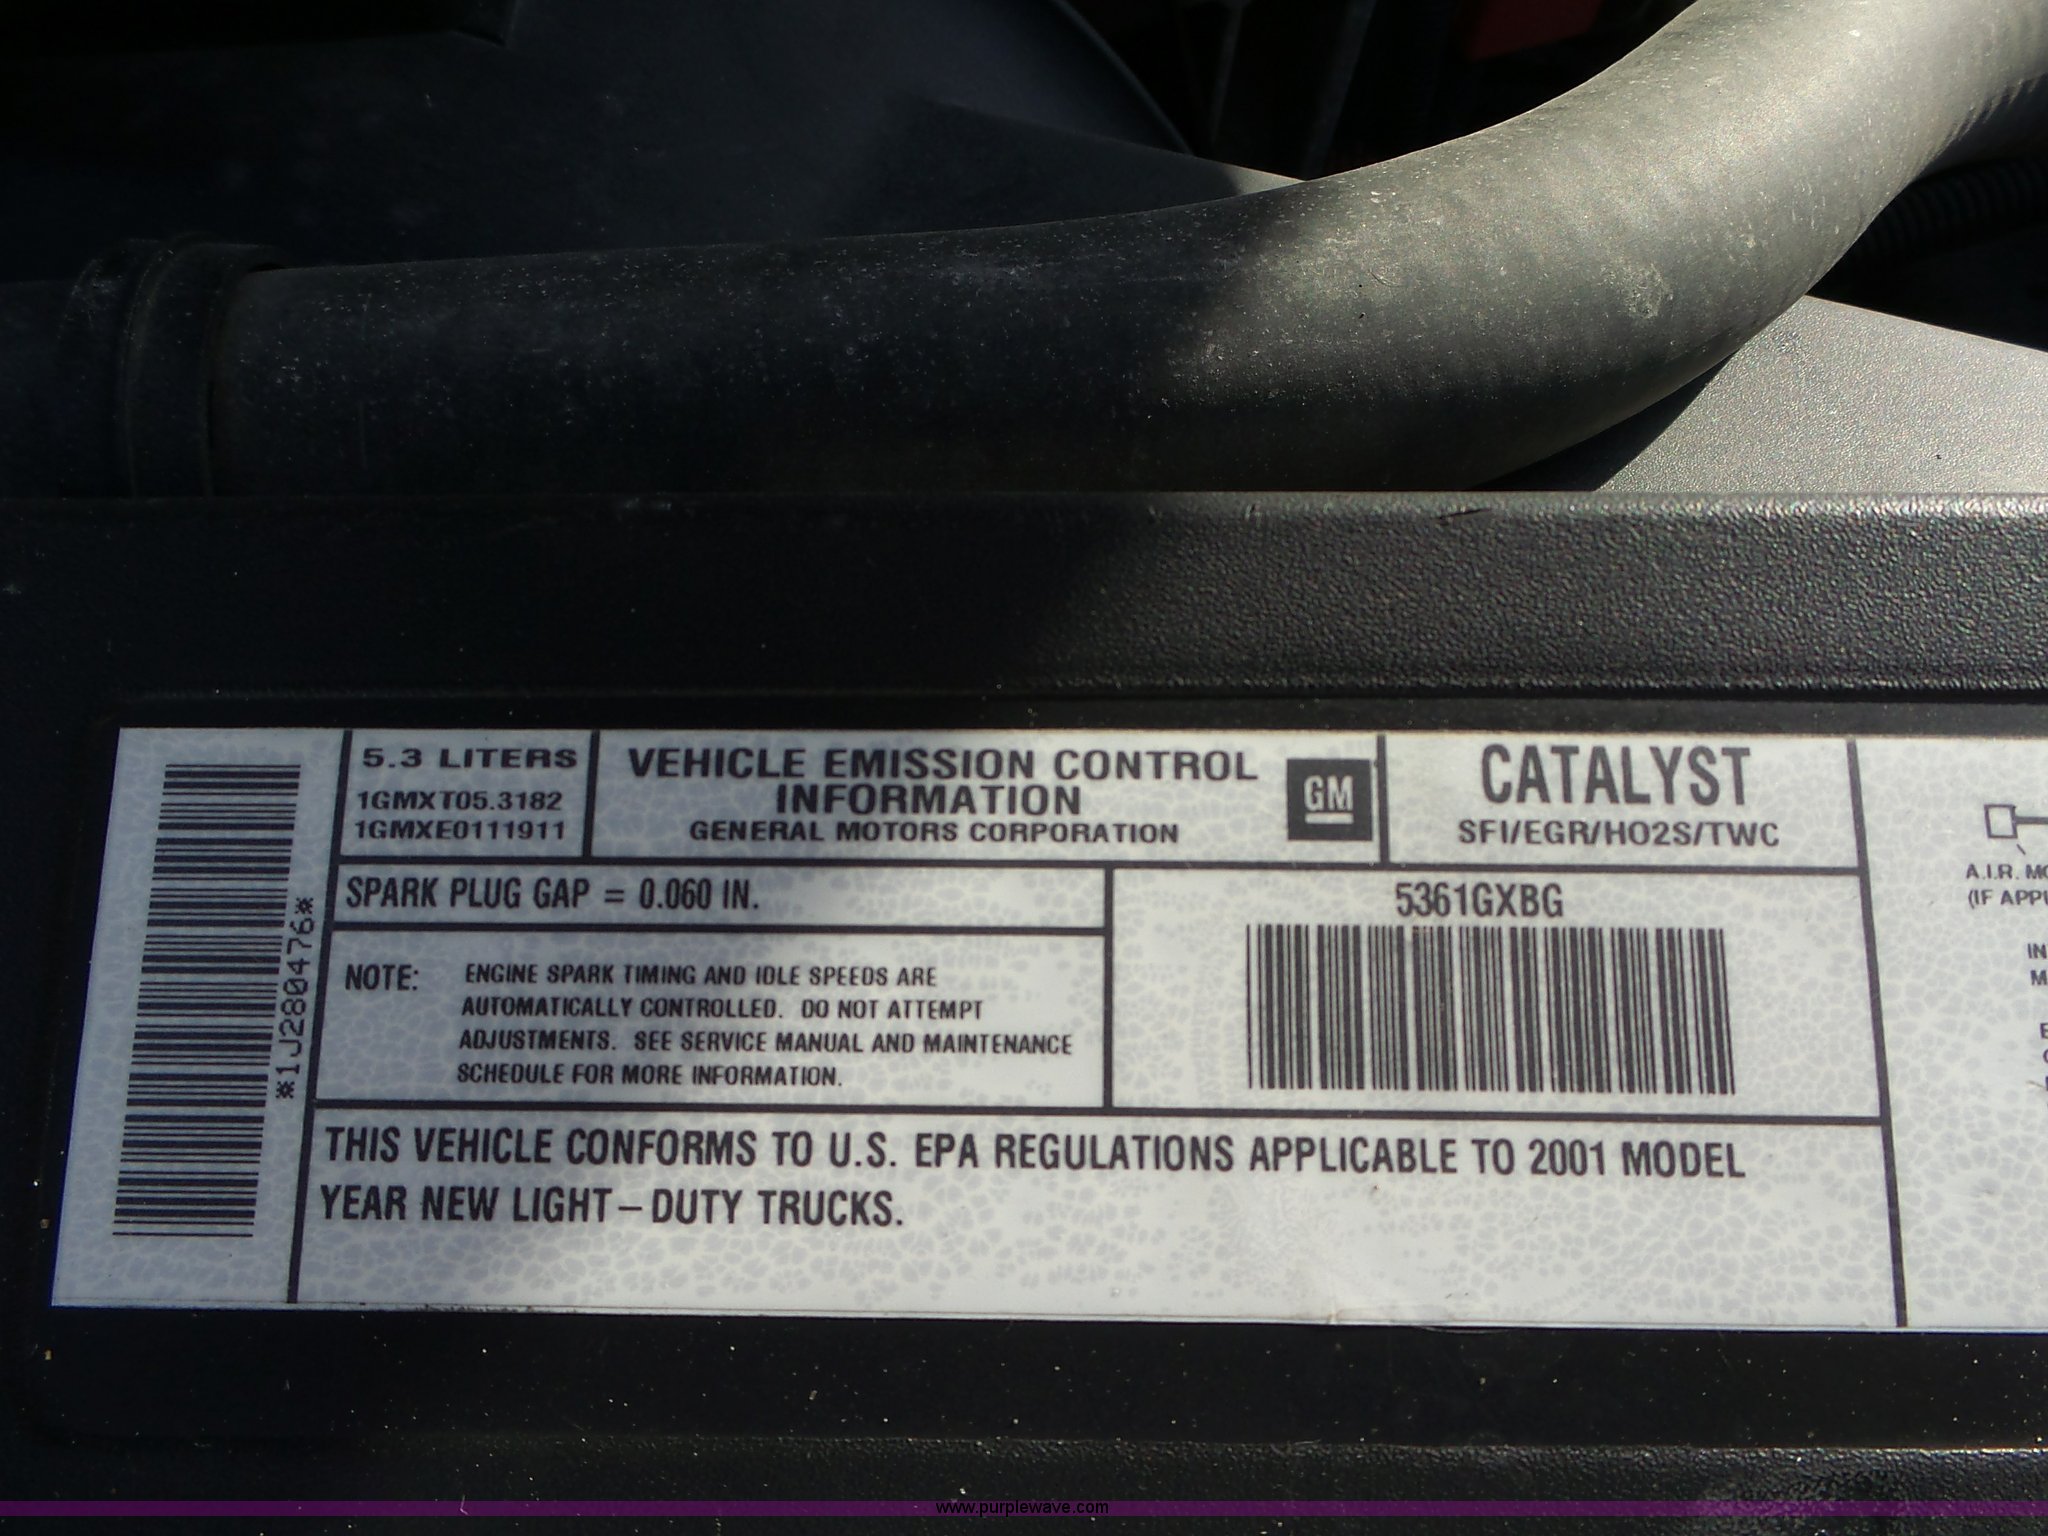 5.3 LITERS
1GMXT05.3182
1GMXE0111911
VEHICLE EMISSION CONTROL
INFORMATION
GENERAL MOTORS CORPORATION
GM
CATALYST
SFI/EGR/HO2S/TWC
*1J280476*
SPARK PLUG GAP = 0.060 IN.
5361GXBG
NOTE: ENGINE SPARK TIMING AND IDLE SPEEDS ARE
AUTOMATICALLY CONTROLLED. DO NOT ATTEMPT
ADJUSTMENTS. SEE SERVICE MANUAL AND MAINTENANCE
SCHEDULE FOR MORE INFORMATION.
THIS VEHICLE CONFORMS TO U.S. EPA REGULATIONS APPLICABLE TO 2001 MODEL
YEAR NEW LIGHT-DUTY TRUCKS.
A.I.R.
(IF
www.purplewave.com